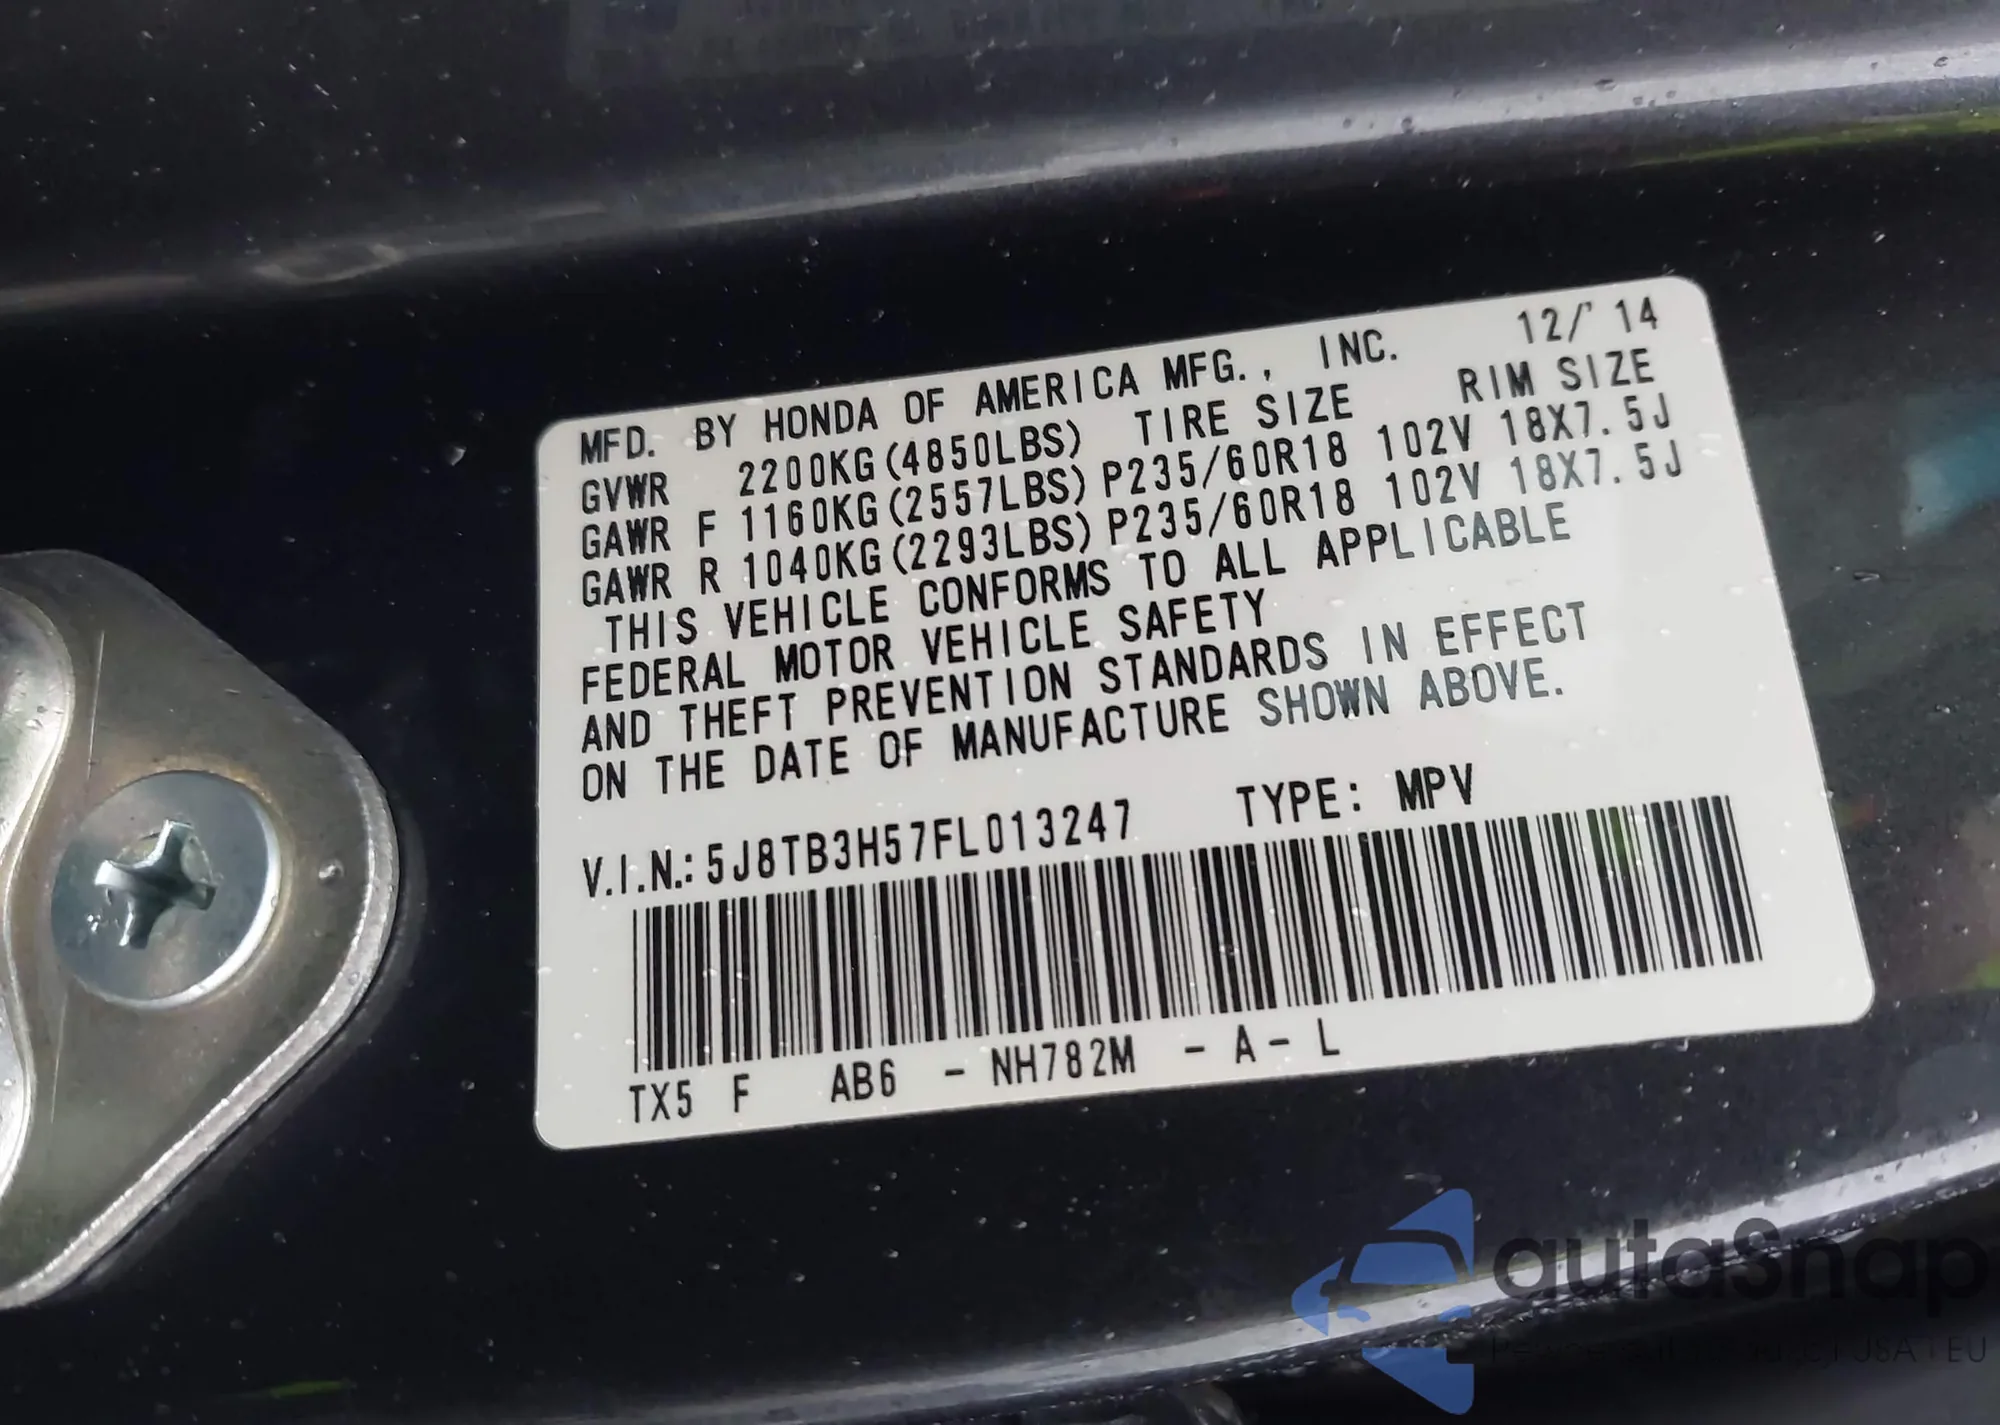 MFD. BY HONDA OF AMERICA MFG., INC. 12/'14
GVWR 2200KG(4850LBS) TIRE SIZE RIM SIZE
GAWR F 1160KG(2557LBS) P235/60R18 102V 18X7.5J
GAWR R 1040KG(2293LBS) P235/60R18 102V 18X7.5J
THIS VEHICLE CONFORMS TO ALL APPLICABLE
FEDERAL MOTOR VEHICLE SAFETY
AND THEFT PREVENTION STANDARDS IN EFFECT
ON THE DATE OF MANUFACTURE SHOWN ABOVE.
V.I.N.: 5J8TB3H57FL013247 TYPE: MPV
TX5 F AB6 - NH782M - A - L
autaSnap